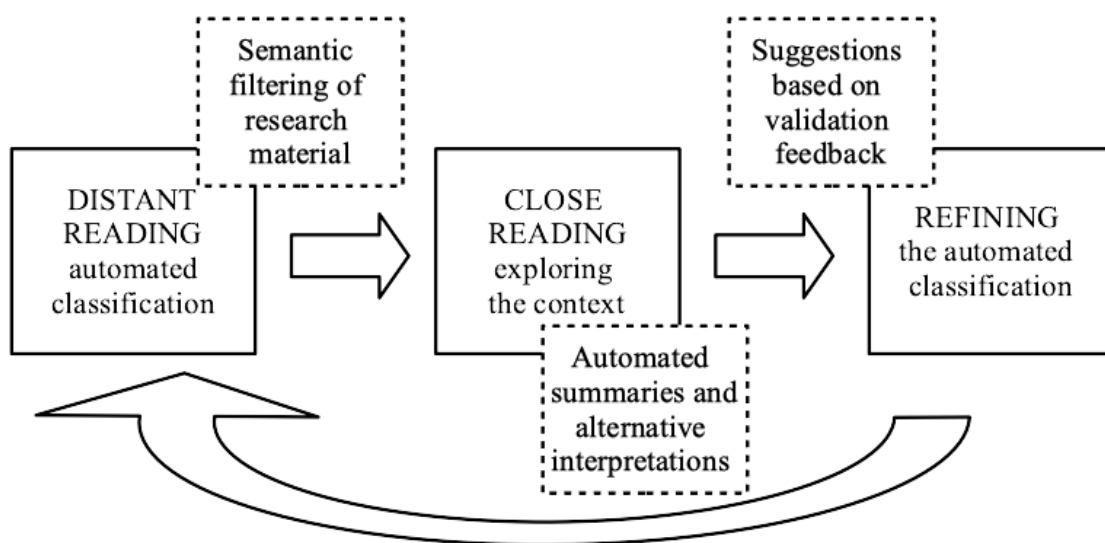 Semantic
filtering of
research
material
Suggestions
based on
validation
feedback
DISTANT
READING
automated
classification
CLOSE
READING
exploring
the context
REFINING
the automated
classification
Automated
summaries and
alternative
interpretations